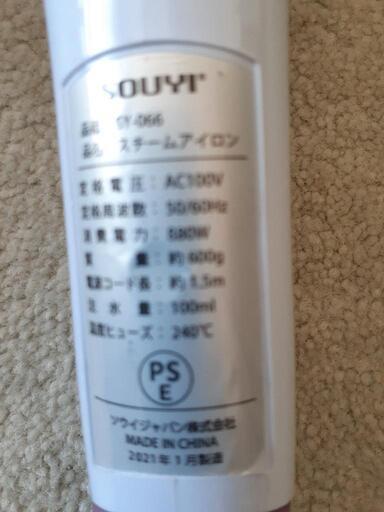 SOUYI
品番 SY-066
品名 スチームアイロン
定格電圧：AC100V
定格周波数：50/60Hz
消費電力：880W
質量：約600g
電源コード長：約1.5m
注水量：100ml
温度ヒューズ：240℃
PS
E
ソウイジャパン株式会社
MADE IN CHINA
2021年1月製造